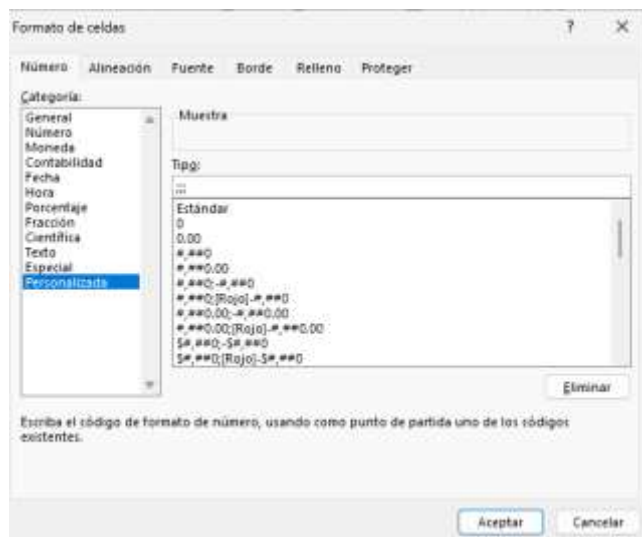 Formato de celdas ? ×
Número Alineación Fuente Borde Relleno Proteger
Categoría:
General
Número
Moneda
Contabilidad
Fecha
Hora
Porcentaje
Fracción
Científica
Texto
Especial
Personalizada
Muestra
Tipo:
;;;
Estándar
0
0.00
#,##0
#,##0.00
#,##0;-#,##0
#,##0;[Rojo]-#,##0
#,##0.00;-#,##0.00
#,##0.00;[Rojo]-#,##0.00
$#,##0;-$#,##0
$#,##0;[Rojo]-$#,##0
Eliminar
Escriba el código de formato de número, usando como punto de partida uno de los códigos
existentes.
Aceptar Cancelar